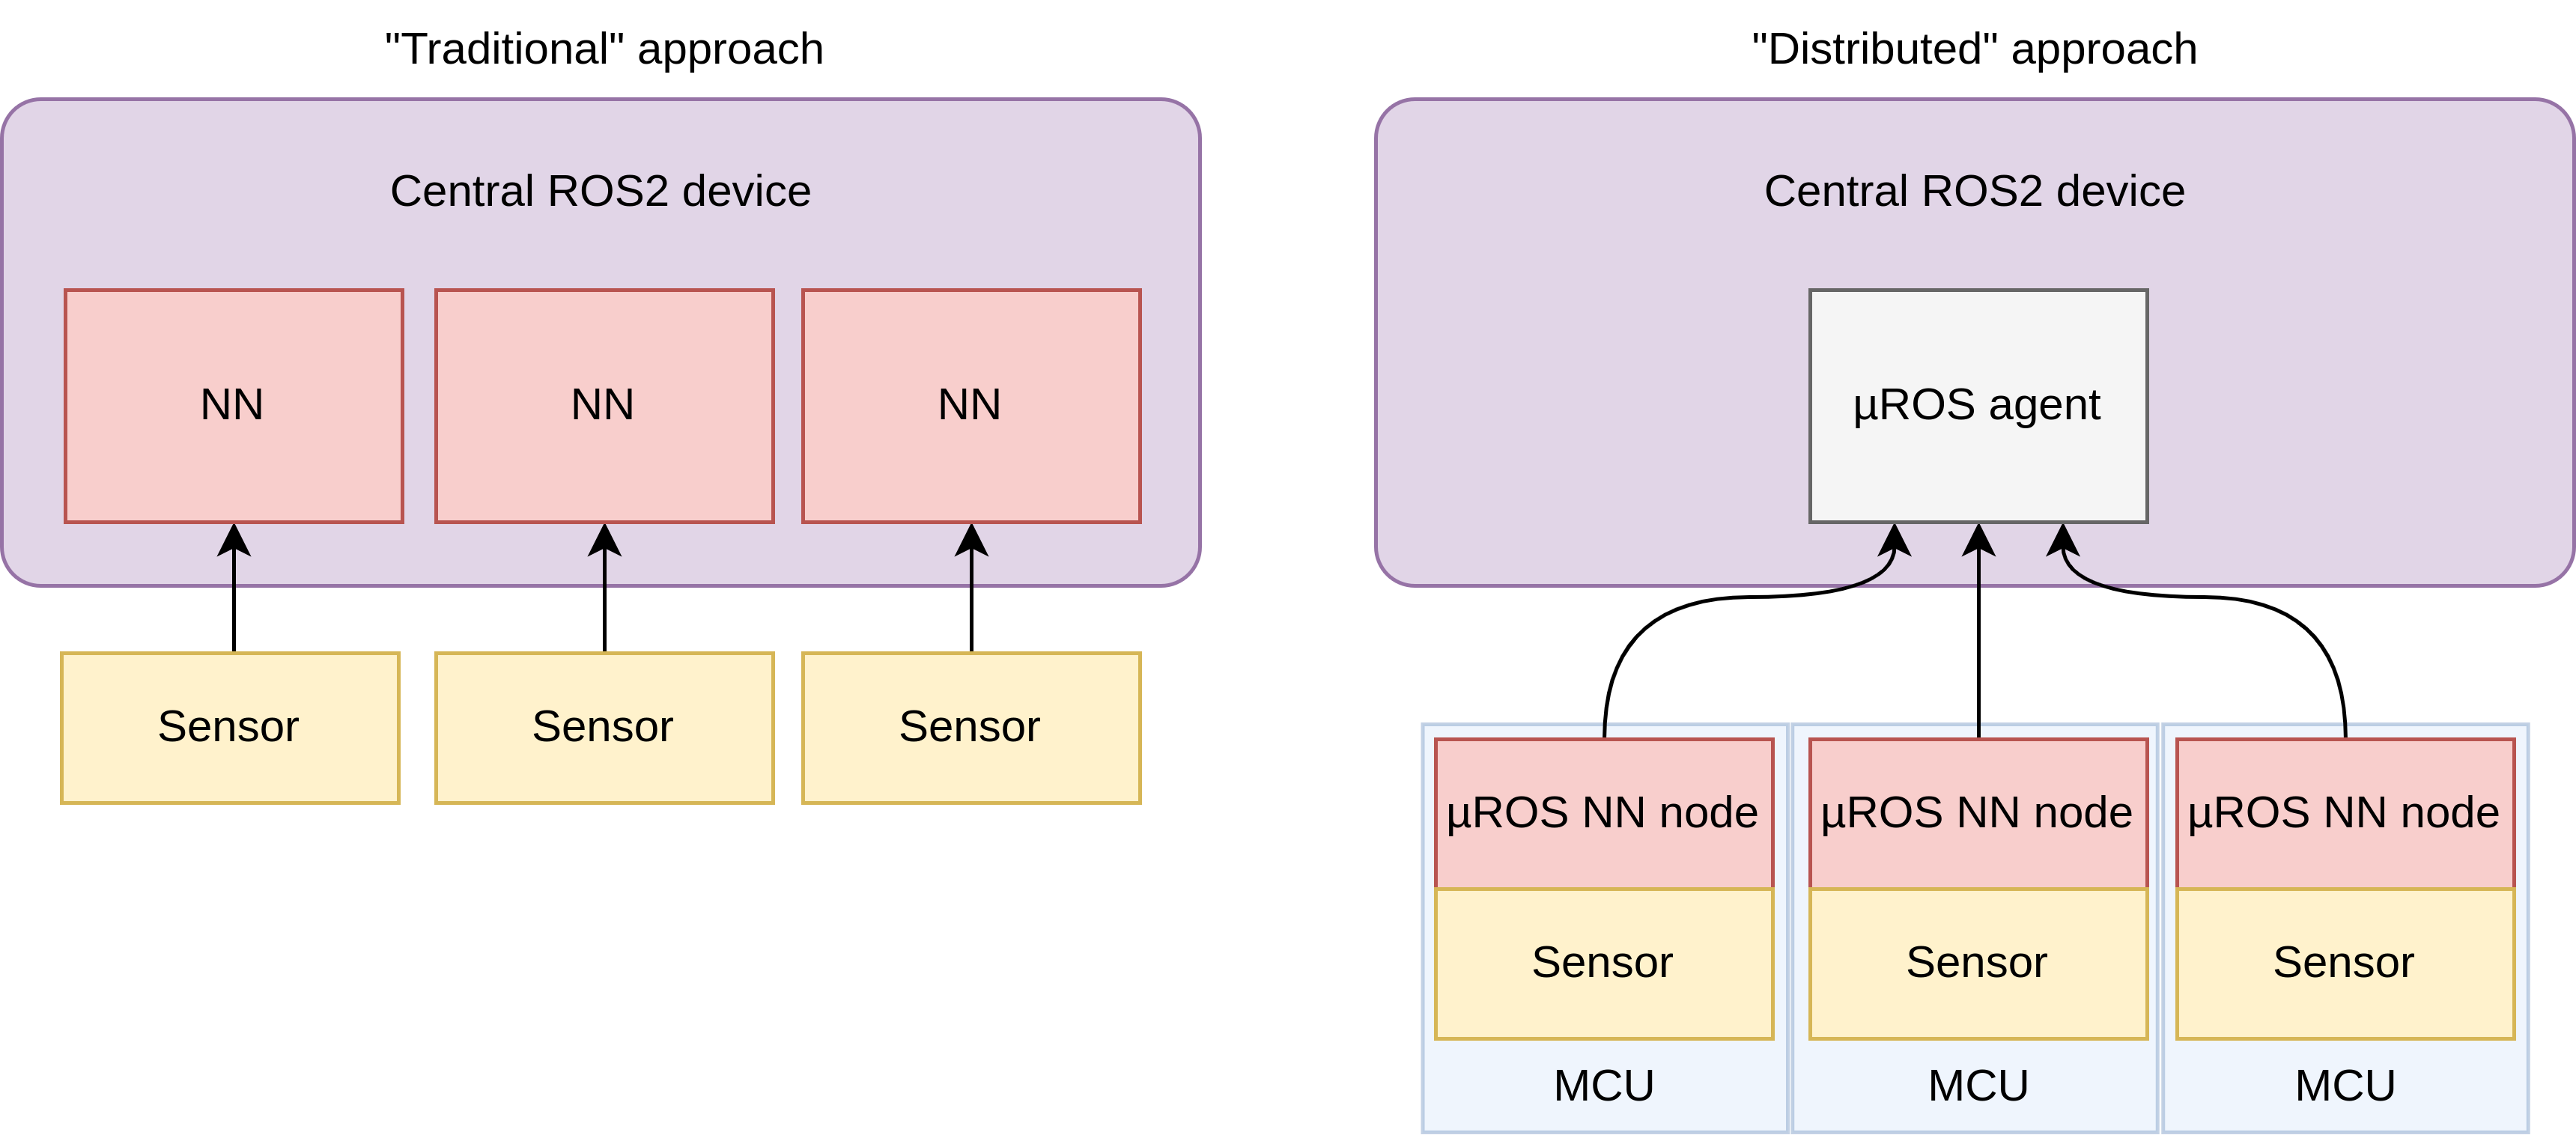 "Traditional" approach
Central ROS2 device
NN
NN
NN
Sensor
Sensor
Sensor
"Distributed" approach
Central ROS2 device
µROS agent
µROS NN node
µROS NN node
µROS NN node
Sensor
Sensor
Sensor
MCU
MCU
MCU